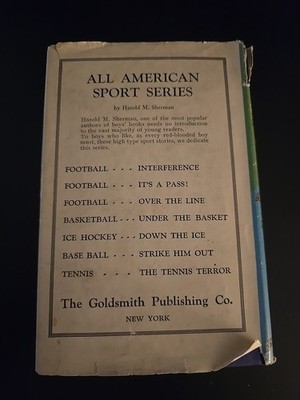 ALL AMERICAN
SPORT SERIES
by Harold M. Sherman
Harold M. Sherman, one of the most popular
authors of boys' books needs no introduction
to the vast majority of young readers.
To boys who like, as every red-blooded boy
must, these high type sport stories, we dedicate
this series.
FOOTBALL - - - INTERFERENCE
FOOTBALL - - - IT'S A PASS!
FOOTBALL - - - OVER THE LINE
BASKETBALL - - - UNDER THE BASKET
ICE HOCKEY - - - DOWN THE ICE
BASE BALL - - - STRIKE HIM OUT
TENNIS - - - THE TENNIS TERROR
The Goldsmith Publishing Co.
NEW YORK